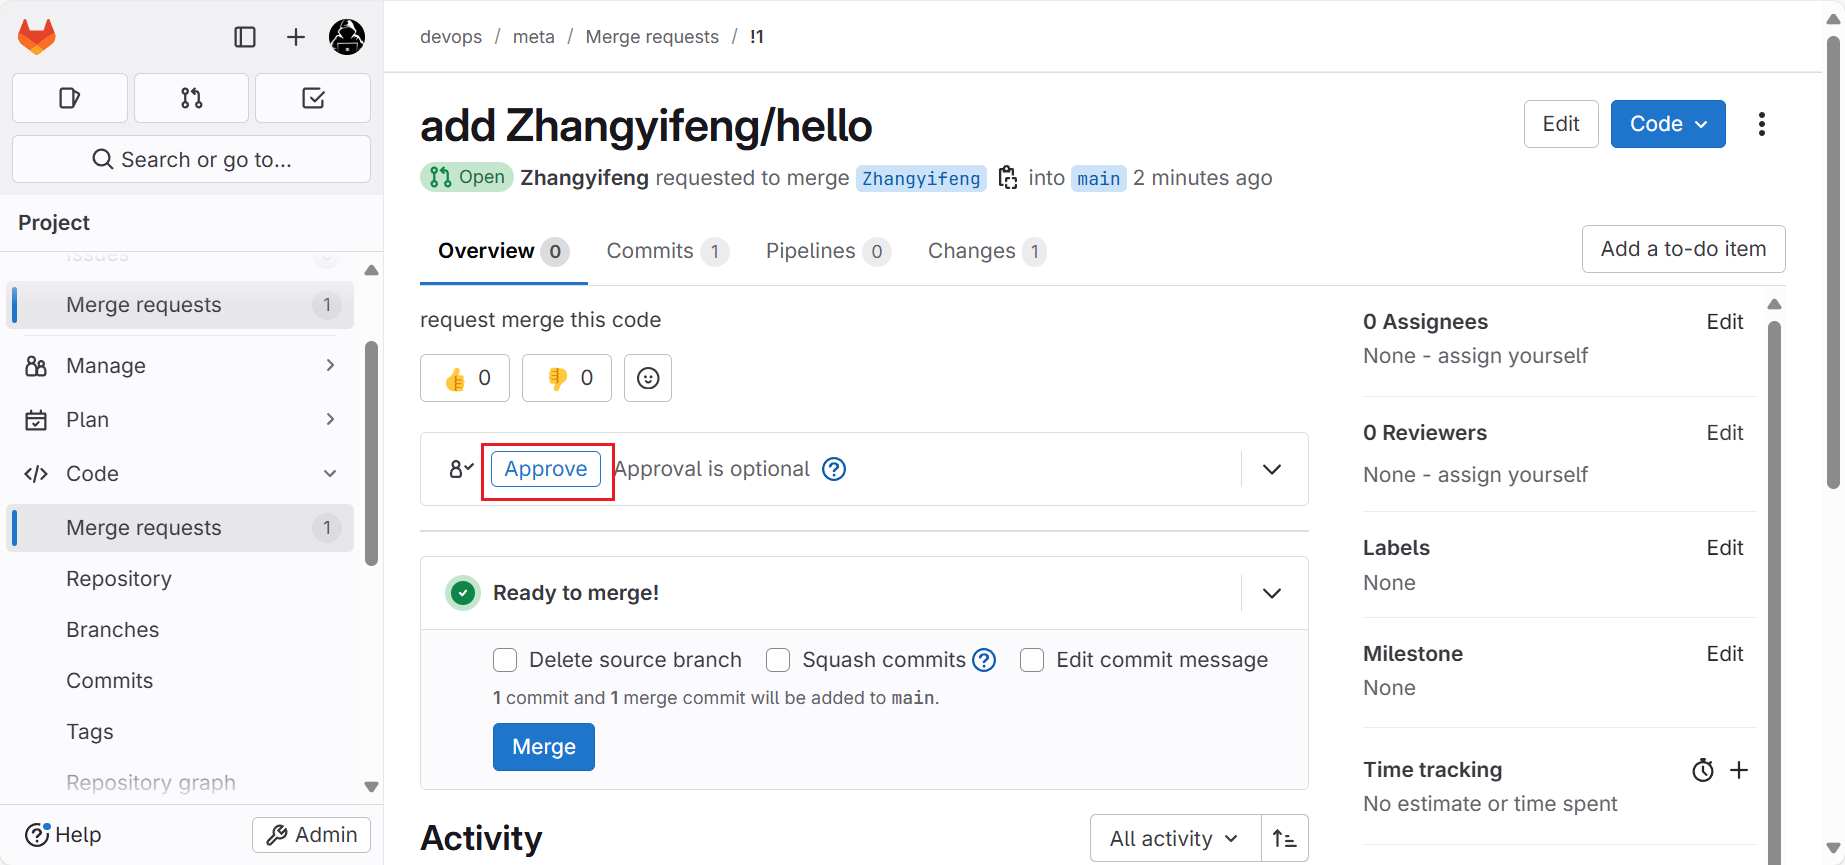 devops / meta / Merge requests / !1
Search or go to...
Project
Issues
Merge requests 1
Manage
Plan
Code
Merge requests 1
Repository
Branches
Commits
Tags
Repository graph
Help
Admin
add Zhangyifeng/hello
Edit
Code
Open Zhangyifeng requested to merge Zhangyifeng into main 2 minutes ago
Overview 0 Commits 1 Pipelines 0 Changes 1
Add a to-do item
request merge this code
0 0
Approve Approval is optional
Ready to merge!
Delete source branch Squash commits Edit commit message
1 commit and 1 merge commit will be added to main.
Merge
Activity
All activity
0 Assignees Edit
None - assign yourself
0 Reviewers Edit
None - assign yourself
Labels Edit
None
Milestone Edit
None
Time tracking
No estimate or time spent